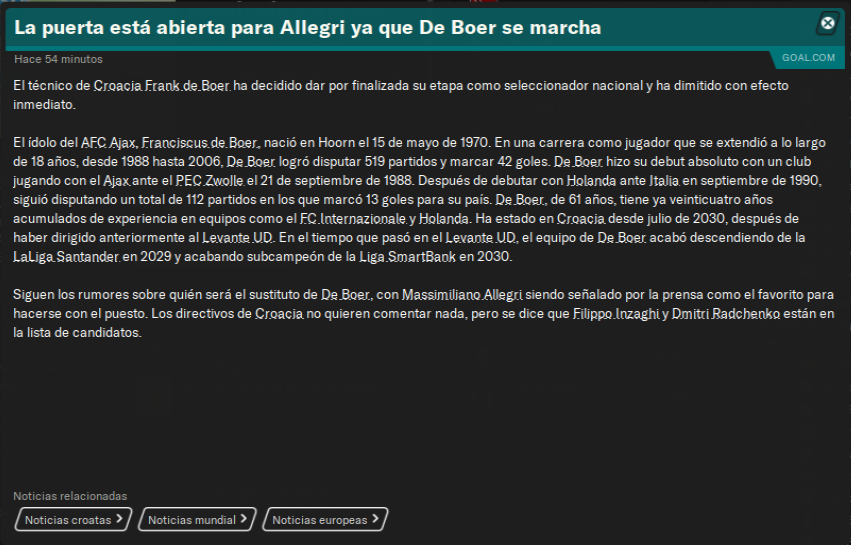 La puerta está abierta para Allegri ya que De Boer se marcha
Hace 54 minutos
GOAL.COM
El técnico de Croacia Frank de Boer ha decidido dar por finalizada su etapa como seleccionador nacional y ha dimitido con efecto
inmediato.
El ídolo del AFC Ajax, Franciscus de Boer, nació en Hoorn el 15 de mayo de 1970. En una carrera como jugador que se extendió a lo largo
de 18 años, desde 1988 hasta 2006, De Boer logró disputar 519 partidos y marcar 42 goles. De Boer hizo su debut absoluto con un club
jugando con el Ajax ante el PEC Zwolle el 21 de septiembre de 1988. Después de debutar con Holanda ante Italia en septiembre de 1990,
siguió disputando un total de 112 partidos en los que marcó 13 goles para su país. De Boer, de 61 años, tiene ya veinticuatro años
acumulados de experiencia en equipos como el FC Internazionale y Holanda. Ha estado en Croacia desde julio de 2030, después de
haber dirigido anteriormente al Levante UD. En el tiempo que pasó en el Levante UD, el equipo de De Boer acabó descendiendo de la
LaLiga Santander en 2029 y acabando subcampeón de la Liga SmartBank en 2030.
Siguen los rumores sobre quién será el sustituto de De Boer, con Massimiliano Allegri siendo señalado por la prensa como el favorito para
hacerse con el puesto. Los directivos de Croacia no quieren comentar nada, pero se dice que Filippo Inzaghi y Dmitri Radchenko están en
la lista de candidatos.
Noticias relacionadas
Noticias croatas
Noticias mundial
Noticias europeas